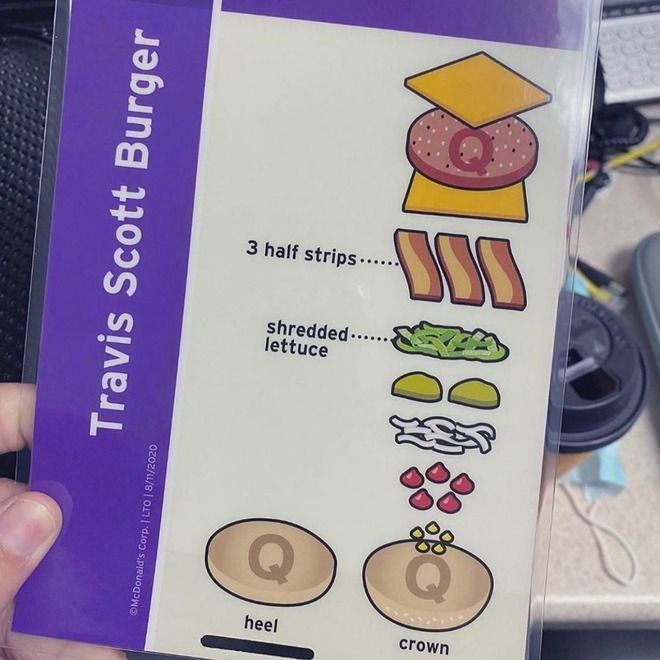 Travis Scott Burger
©McDonald's Corp. | LTO | 8/11/2020
Q
3 half strips
shredded
lettuce
Q
Q
heel
crown